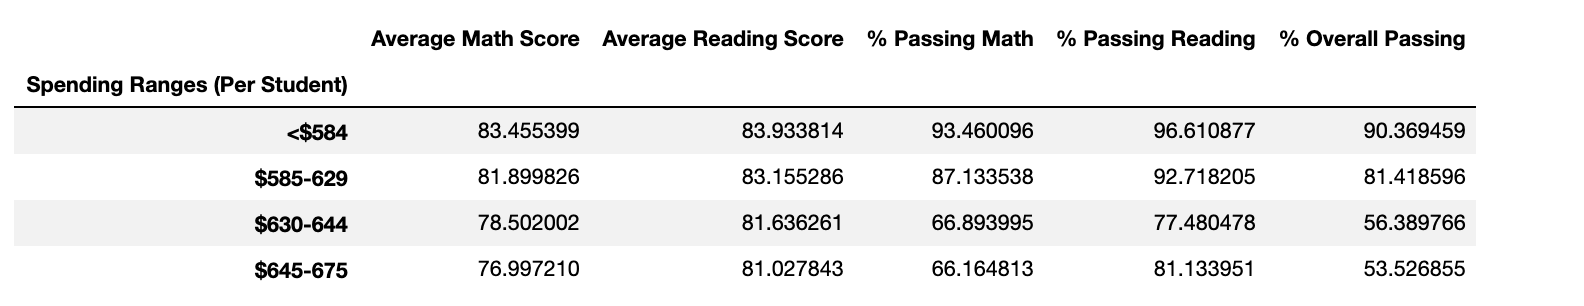 Average Math Score Average Reading Score % Passing Math % Passing Reading % Overall Passing
Spending Ranges (Per Student)
<$584 83.455399 83.933814 93.460096 96.610877 90.369459
$585-629 81.899826 83.155286 87.133538 92.718205 81.418596
$630-644 78.502002 81.636261 66.893995 77.480478 56.389766
$645-675 76.997210 81.027843 66.164813 81.133951 53.526855